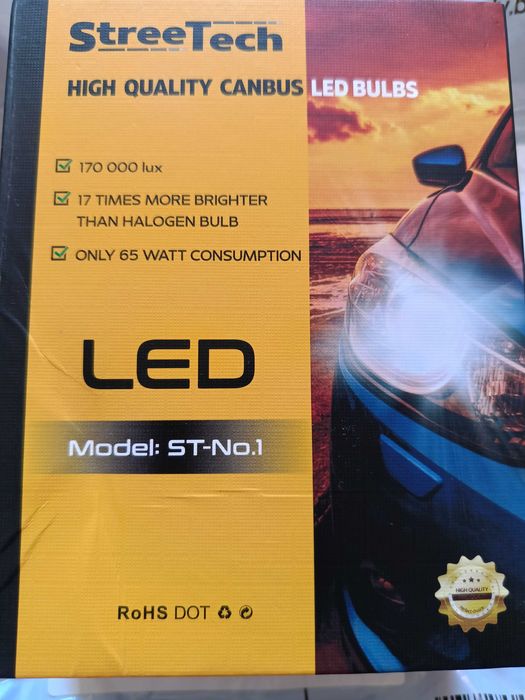 StreeTech
HIGH QUALITY CANBUS LED BULBS
170 000 lux
17 TIMES MORE BRIGHTER
THAN HALOGEN BULB
ONLY 65 WATT CONSUMPTION
LED
Model: ST-No.1
HIGH QUALITY
RoHS DOT